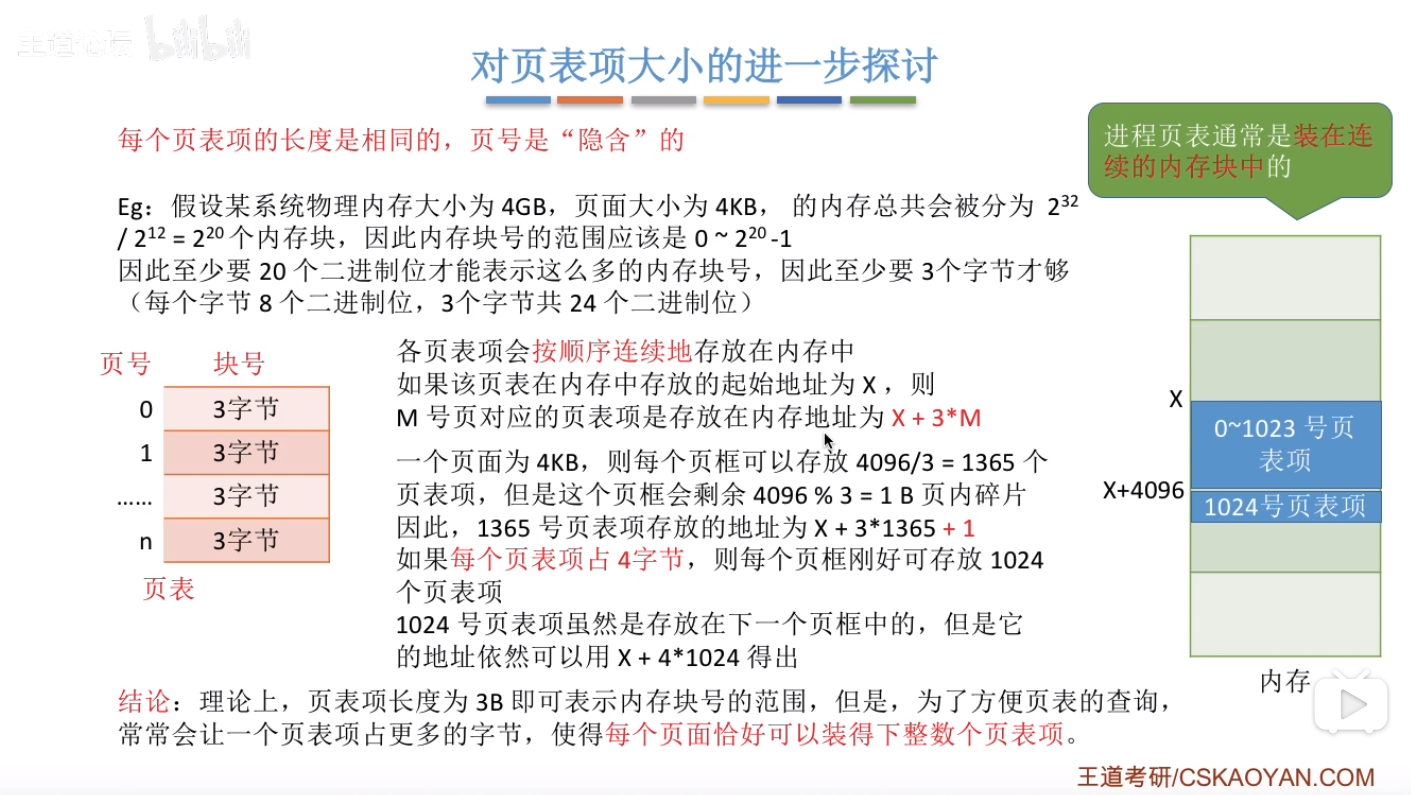 王道论坛 bilibili
对页表项大小的进一步探讨
每个页表项的长度是相同的，页号是“隐含”的
进程页表通常是装在连
续的内存块中的
Eg：假设某系统物理内存大小为 4GB，页面大小为 4KB， 的内存总共会被分为 2³²
/ 2¹² = 2²⁰ 个内存块，因此内存块号的范围应该是 0 ~ 2²⁰ -1
因此至少要 20 个二进制位才能表示这么多的内存块号，因此至少要 3个字节才够
（每个字节 8 个二进制位，3个字节共 24 个二进制位）
页号 块号
0 3字节
1 3字节
…… 3字节
n 3字节
页表
各页表项会按顺序连续地存放在内存中
如果该页表在内存中存放的起始地址为 X ，则
M 号页对应的页表项是存放在内存地址为 X + 3*M
一个页面为 4KB，则每个页框可以存放 4096/3 = 1365 个
页表项，但是这个页框会剩余 4096 % 3 = 1 B 页内碎片
因此，1365 号页表项存放的地址为 X + 3*1365 + 1
如果每个页表项占 4字节，则每个页框刚好可存放 1024
个页表项
1024 号页表项虽然是存放在下一个页框中的，但是它
的地址依然可以用 X + 4*1024 得出
X
0~1023 号页
表项
X+4096
1024号页表项
内存
结论：理论上，页表项长度为 3B 即可表示内存块号的范围，但是，为了方便页表的查询，
常常会让一个页表项占更多的字节，使得每个页面恰好可以装得下整数个页表项。
王道考研/CSKAOYAN.COM